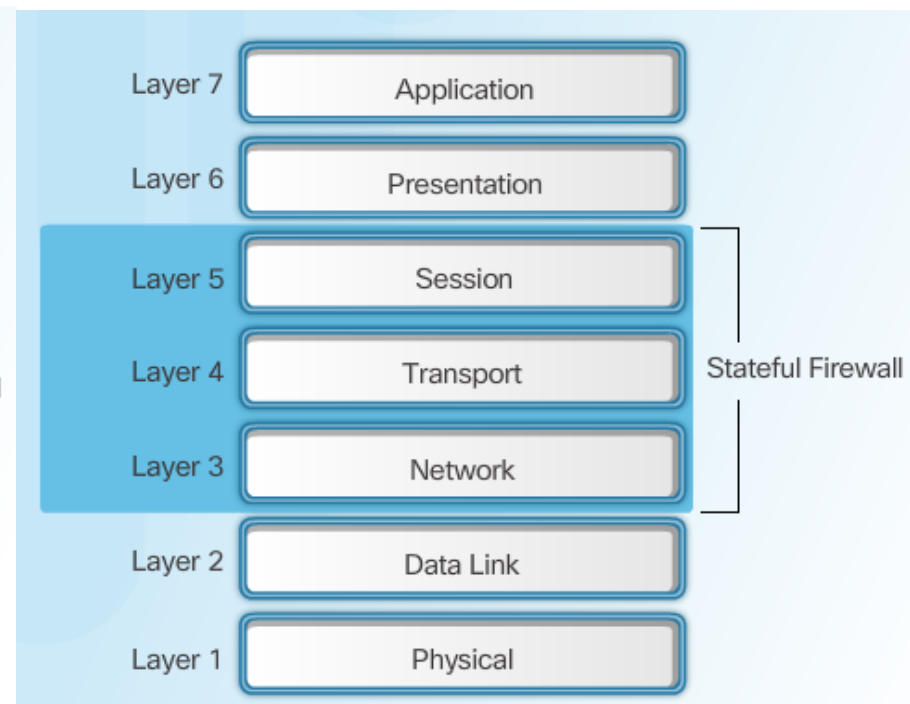 Layer 7 Application
Layer 6 Presentation
Layer 5 Session
Layer 4 Transport
Stateful Firewall
Layer 3 Network
Layer 2 Data Link
Layer 1 Physical